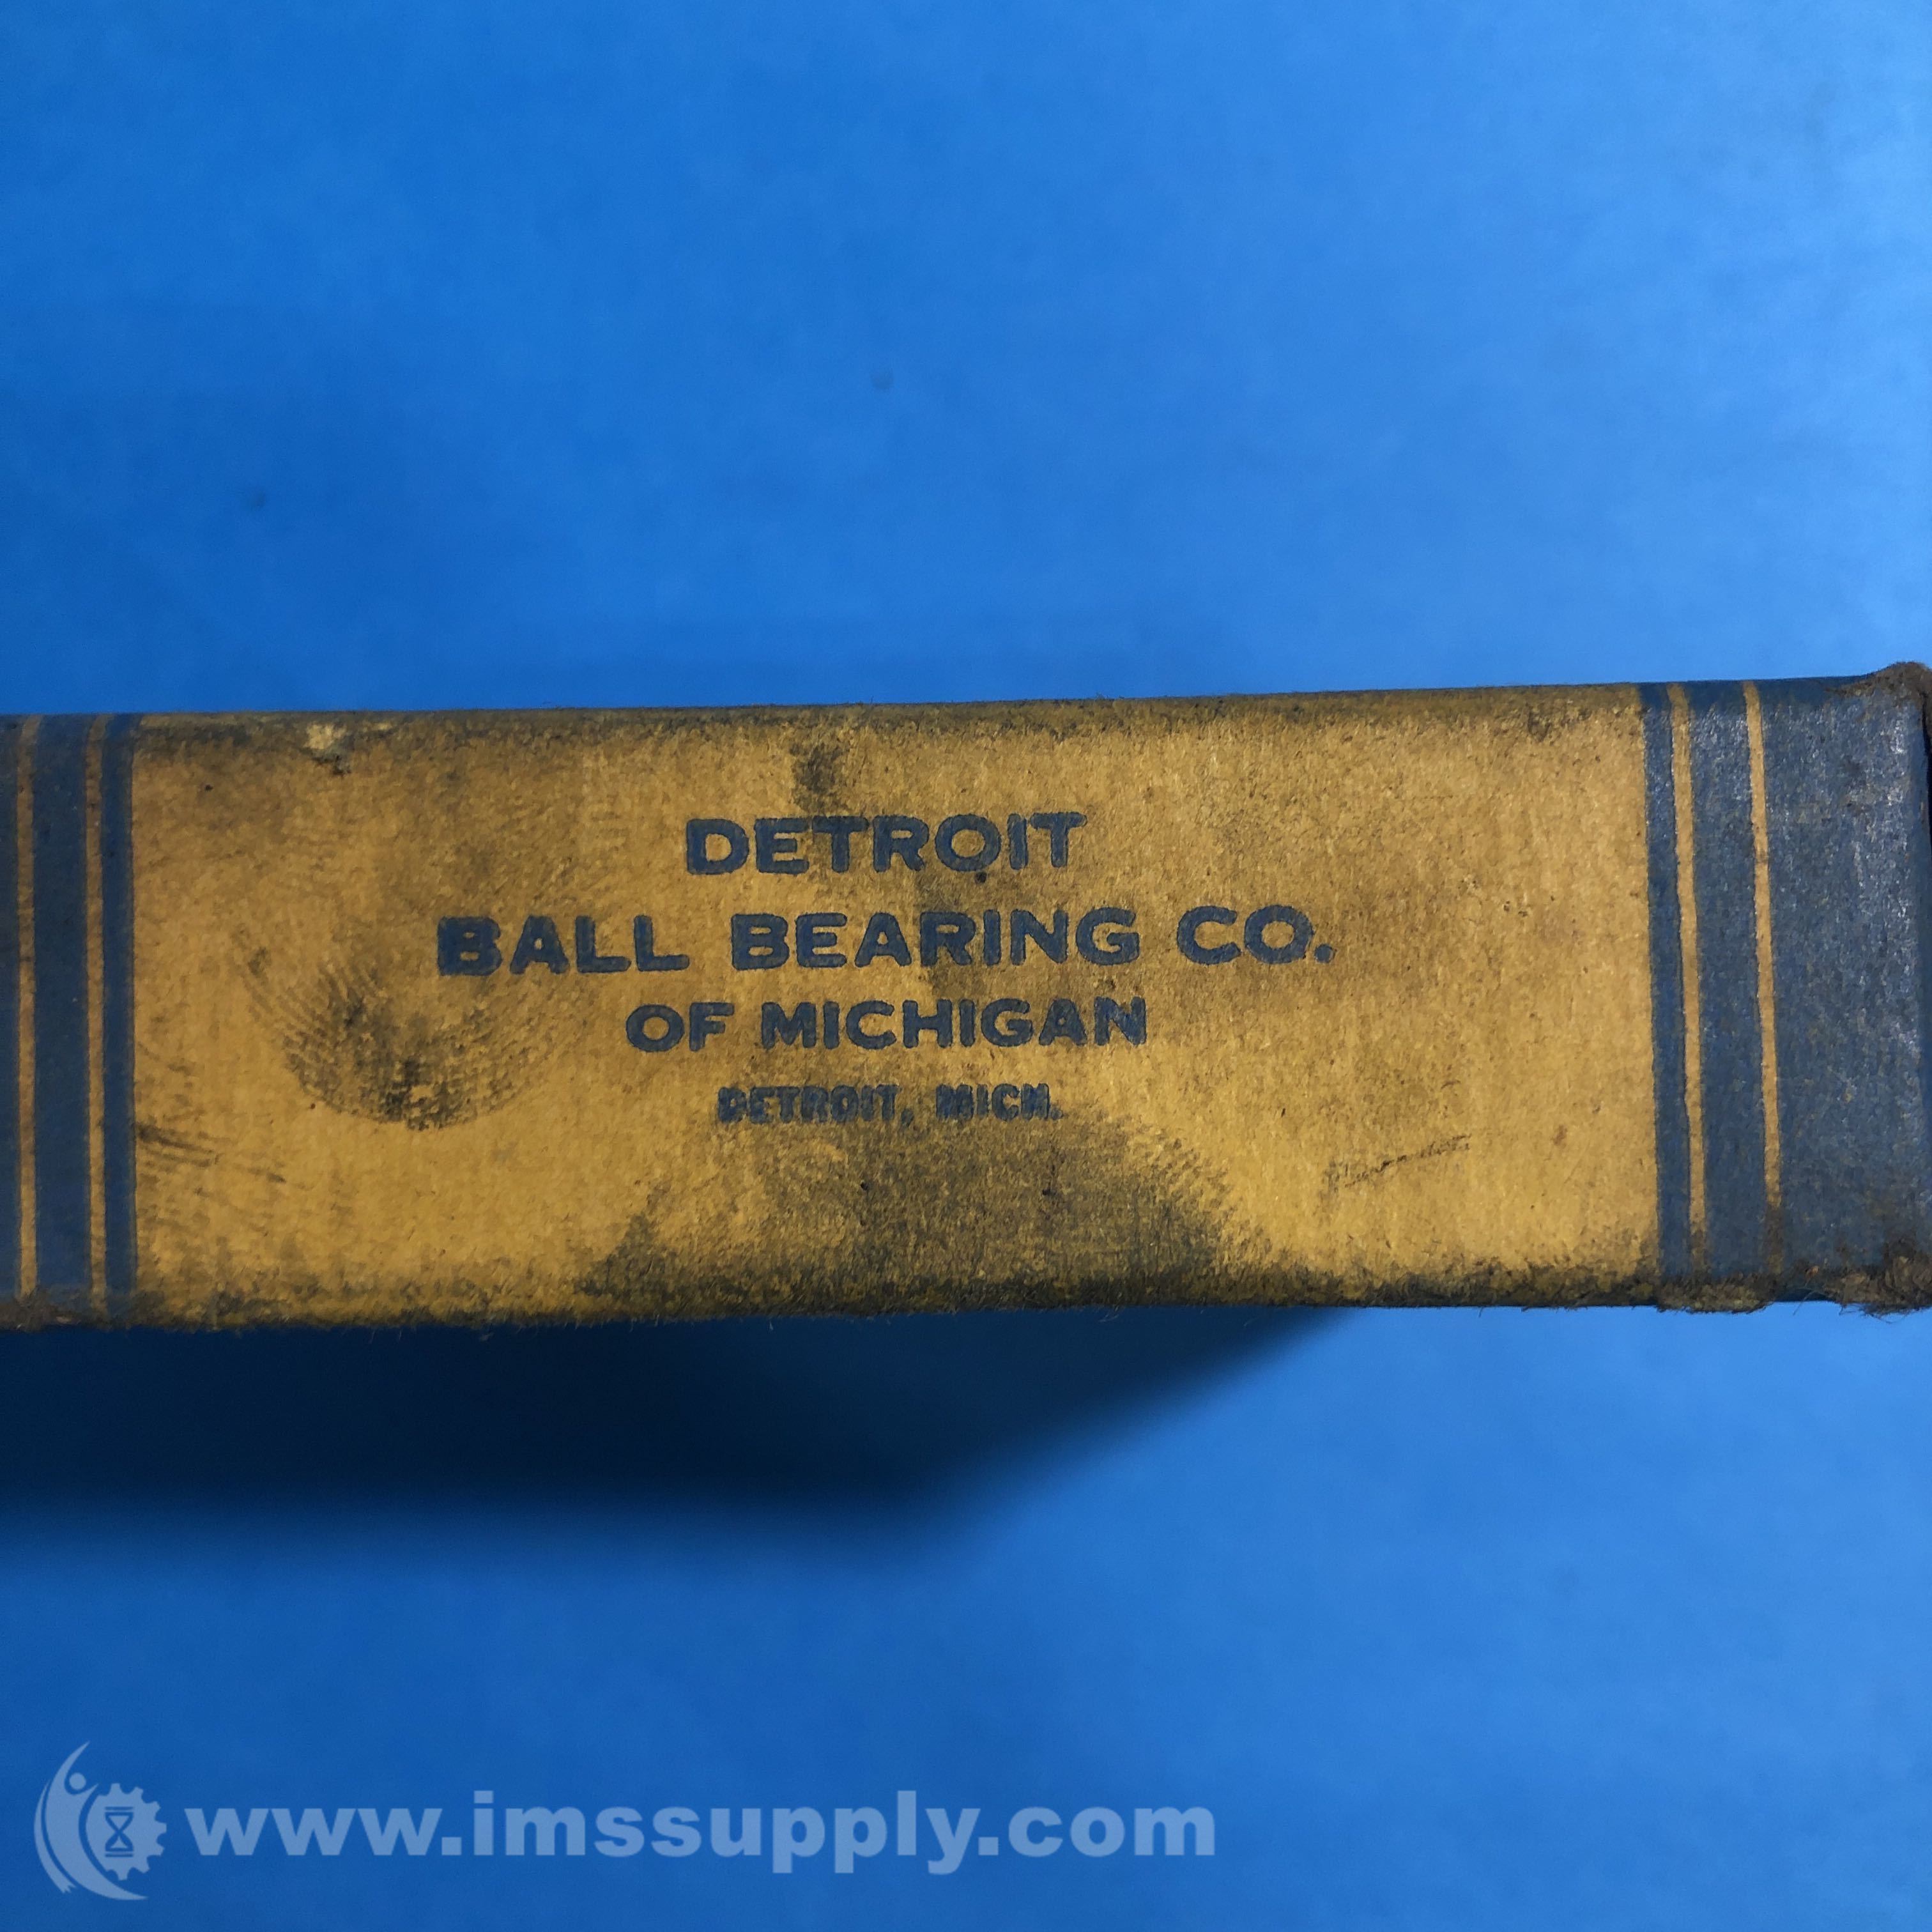 DETROIT
BALL BEARING CO.
OF MICHIGAN
DETROIT, MICH.
www.imssupply.com